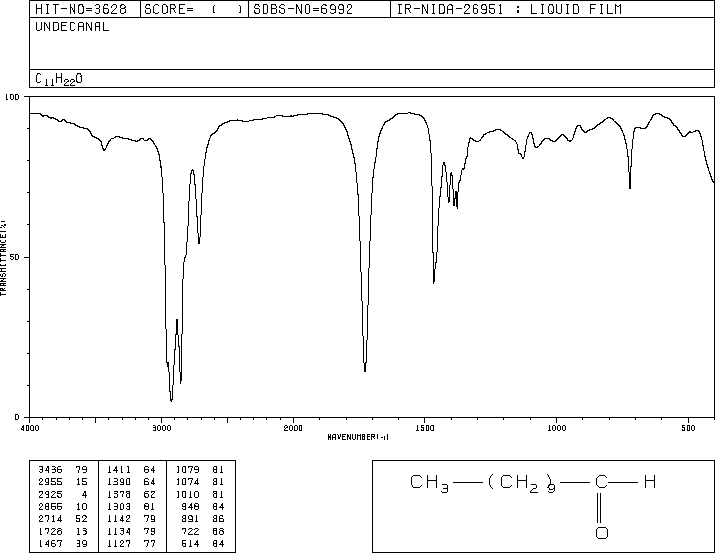 HIT-NO=3628 SCORE= ( ) SDBS-NO=6992 IR-NIDA-26951 : LIQUID FILM
UNDECANAL
C11H22O
100
50
0
TRANSMITTANCE(%)
4000 3000 2000 1500 1000 500
WAVENUMBER(-1)
3436 79 1411 64 1079 81
2955 15 1390 64 1074 81
2925 4 1378 62 1010 81
2855 10 1303 81 948 84
2714 52 1142 79 891 86
1728 13 1134 79 722 68
1467 39 1127 77 514 84
CH3 (CH2)9 C H
O